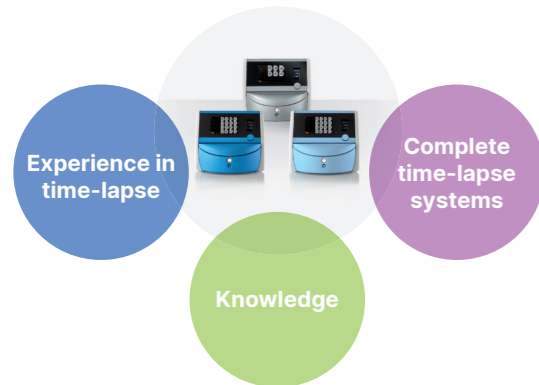 Experience in
time-lapse
Complete
time-lapse
systems
Knowledge